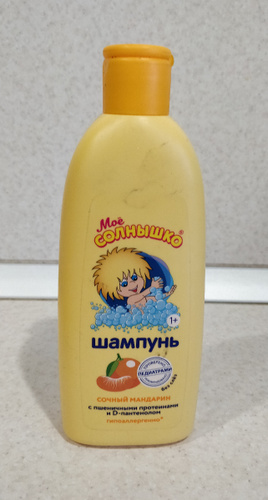 Моё
СОЛНЫШКО
1+
шампунь
ПЕДИАТРАМИ
СОЧНЫЙ МАНДАРИН
с пшеничными протеинами
и D-пантенолом
гипоаллергенно*